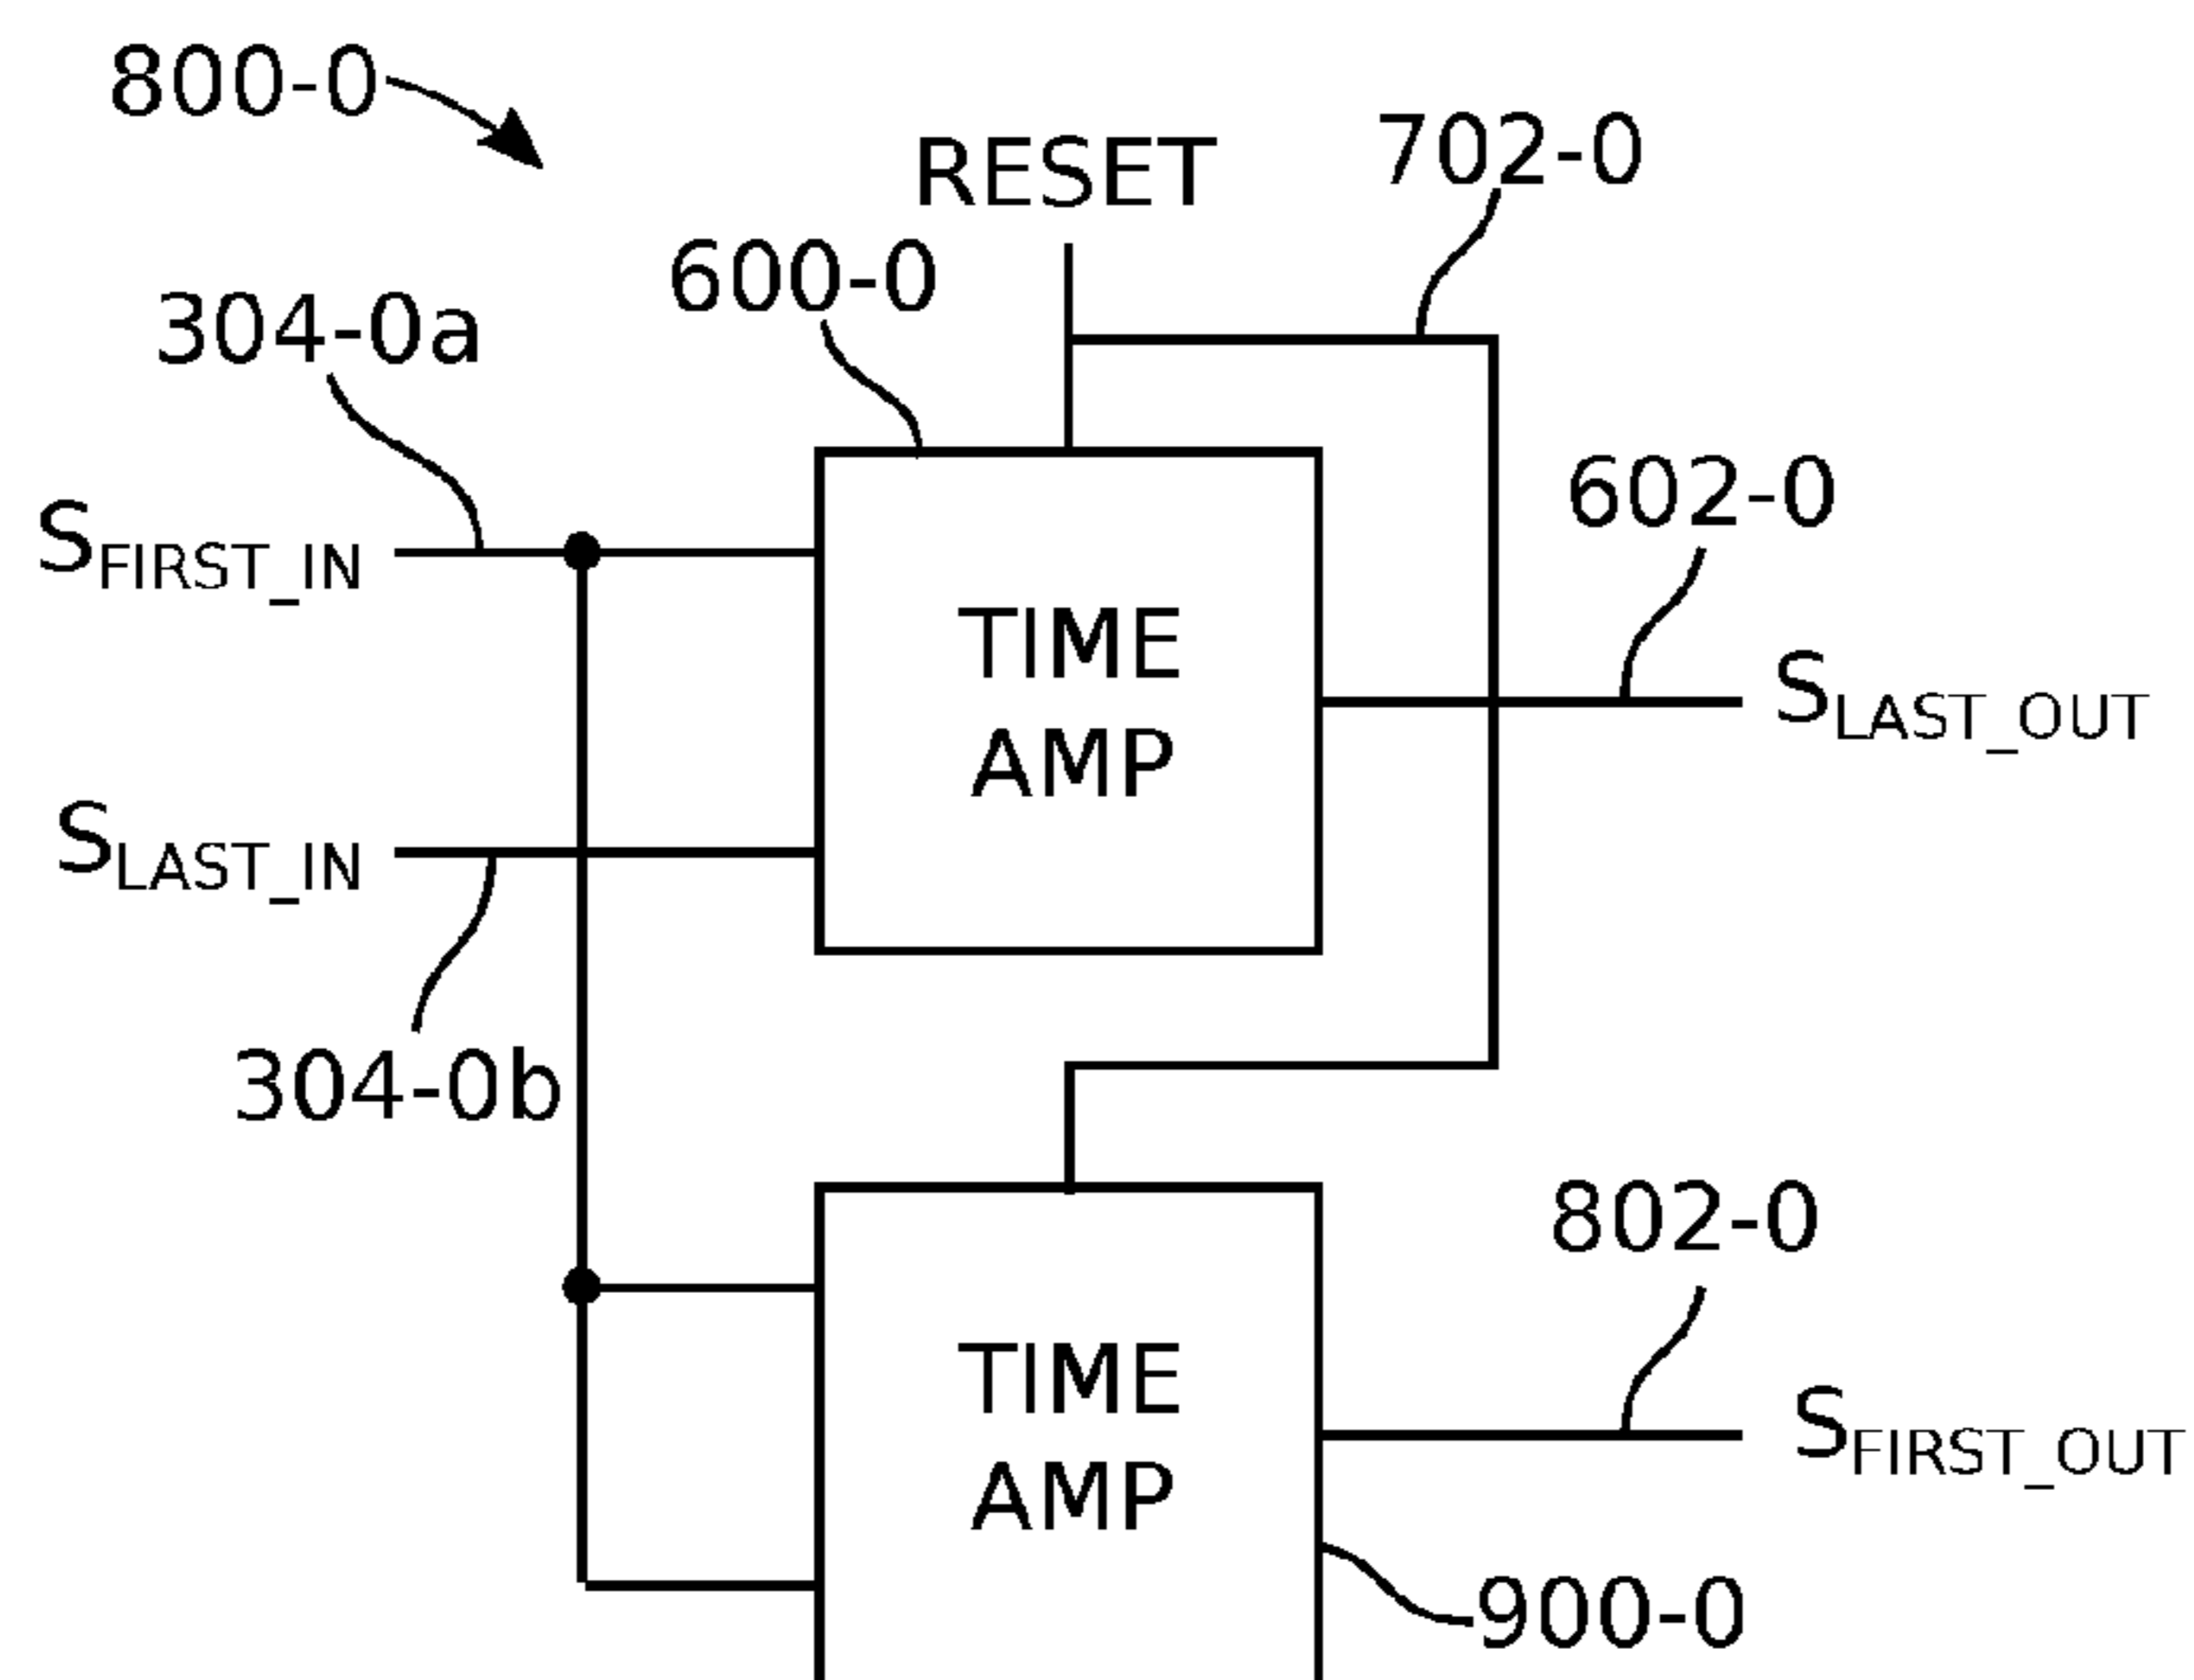 800-0
702-0
RESET
600-0
304-0a
602-0
SFIRST_IN
TIME
AMP
SLAST_OUT
SLAST_IN
304-0b
802-0
TIME
AMP
SFIRST_OUT
900-0